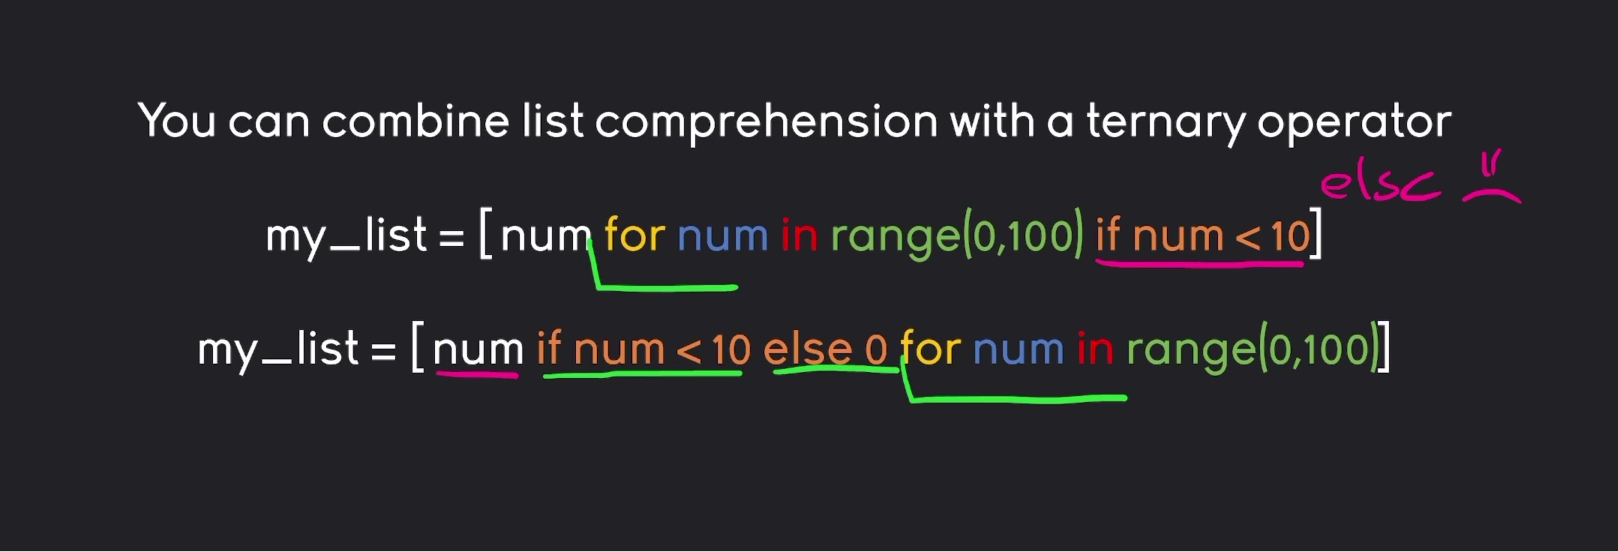 You can combine list comprehension with a ternary operator
else
my_list = [num for num in range(0,100) if num < 10]
my_list = [num if num < 10 else 0 for num in range(0,100)]